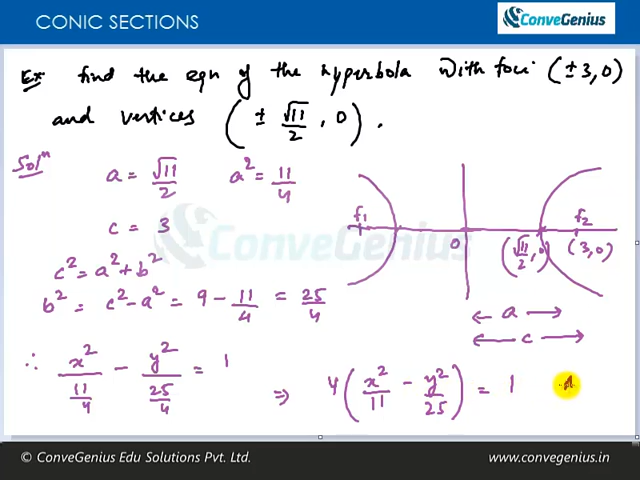 CONIC SECTIONS
ConveGenius
Ex find the eqn of the hyperbola with foci (±3,0)
and vertices (± √11/2 , 0).
Solⁿ
a = √11/2 a² = 11/4
c = 3
c² = a² + b²
b² = c² - a² = 9 - 11/4 = 25/4
f₁ 0 (√11/2, 0) f₂ (3,0)
a
c
∴ x²/(11/4) - y²/(25/4) = 1
⇒ 4(x²/11 - y²/25) = 1
ConveGenius
© ConveGenius Edu Solutions Pvt. Ltd. www.convegenius.in